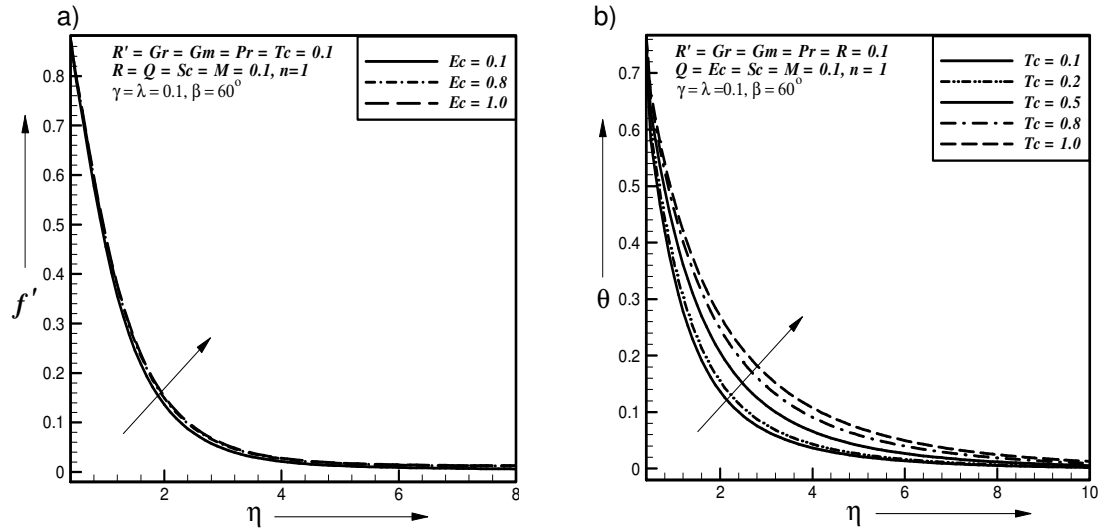 a)
R' = Gr = Gm = Pr = Tc = 0.1
R = Q = Sc = M = 0.1, n=1
γ = λ = 0.1, β = 60°
Ec = 0.1
Ec = 0.8
Ec = 1.0
0.8
0.7
0.6
0.5
0.4
0.3
0.2
0.1
0
f'
2
4
6
8
η
b)
R' = Gr = Gm = Pr = R = 0.1
Q = Ec = Sc = M = 0.1, n = 1
γ = λ =0.1, β = 60°
Tc = 0.1
Tc = 0.2
Tc = 0.5
Tc = 0.8
Tc = 1.0
0.7
0.6
0.5
0.4
0.3
0.2
0.1
0
θ
2
4
6
8
10
η